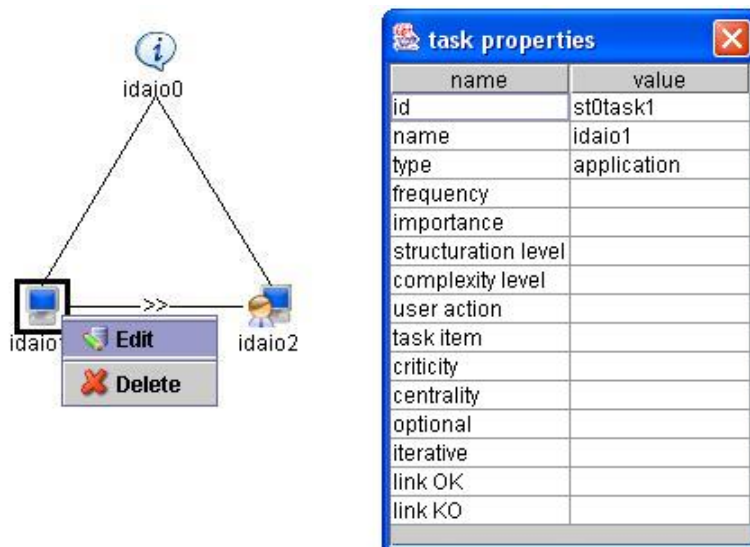 idaio0
>>
idaio1
idaio2
Edit
Delete
task properties
name value
id st0task1
name idaio1
type application
frequency
importance
structuration level
complexity level
user action
task item
criticity
centrality
optional
iterative
link OK
link KO